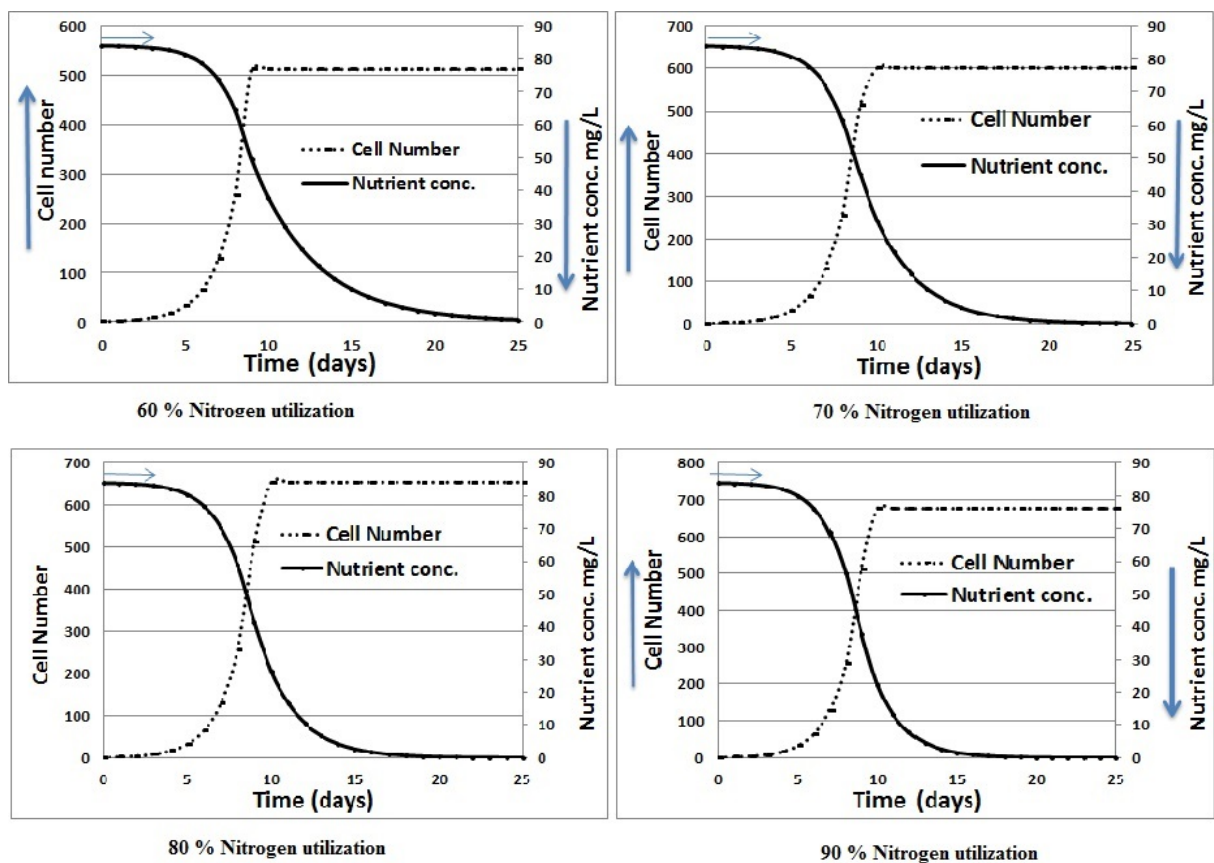 600
500
400
300
200
100
0
90
80
70
60
50
40
30
20
10
0
0 5 10 15 20 25
Cell number
Nutrient conc. mg/L
Cell Number
Nutrient conc.
Time (days)
60 % Nitrogen utilization
700
600
500
400
300
200
100
0
90
80
70
60
50
40
30
20
10
0
0 5 10 15 20 25
Cell Number
Nutrient conc. mg/L
Cell Number
Nutrient conc.
Time (days)
70 % Nitrogen utilization
700
600
500
400
300
200
100
0
90
80
70
60
50
40
30
20
10
0
0 5 10 15 20 25
Cell Number
Nutrient conc. mg/L
Cell Number
Nutrient conc.
Time (days)
80 % Nitrogen utilization
800
700
600
500
400
300
200
100
0
90
80
70
60
50
40
30
20
10
0
0 5 10 15 20 25
Cell Number
Nutrient conc. mg/L
Cell Number
Nutrient conc.
Time (days)
90 % Nitrogen utilization